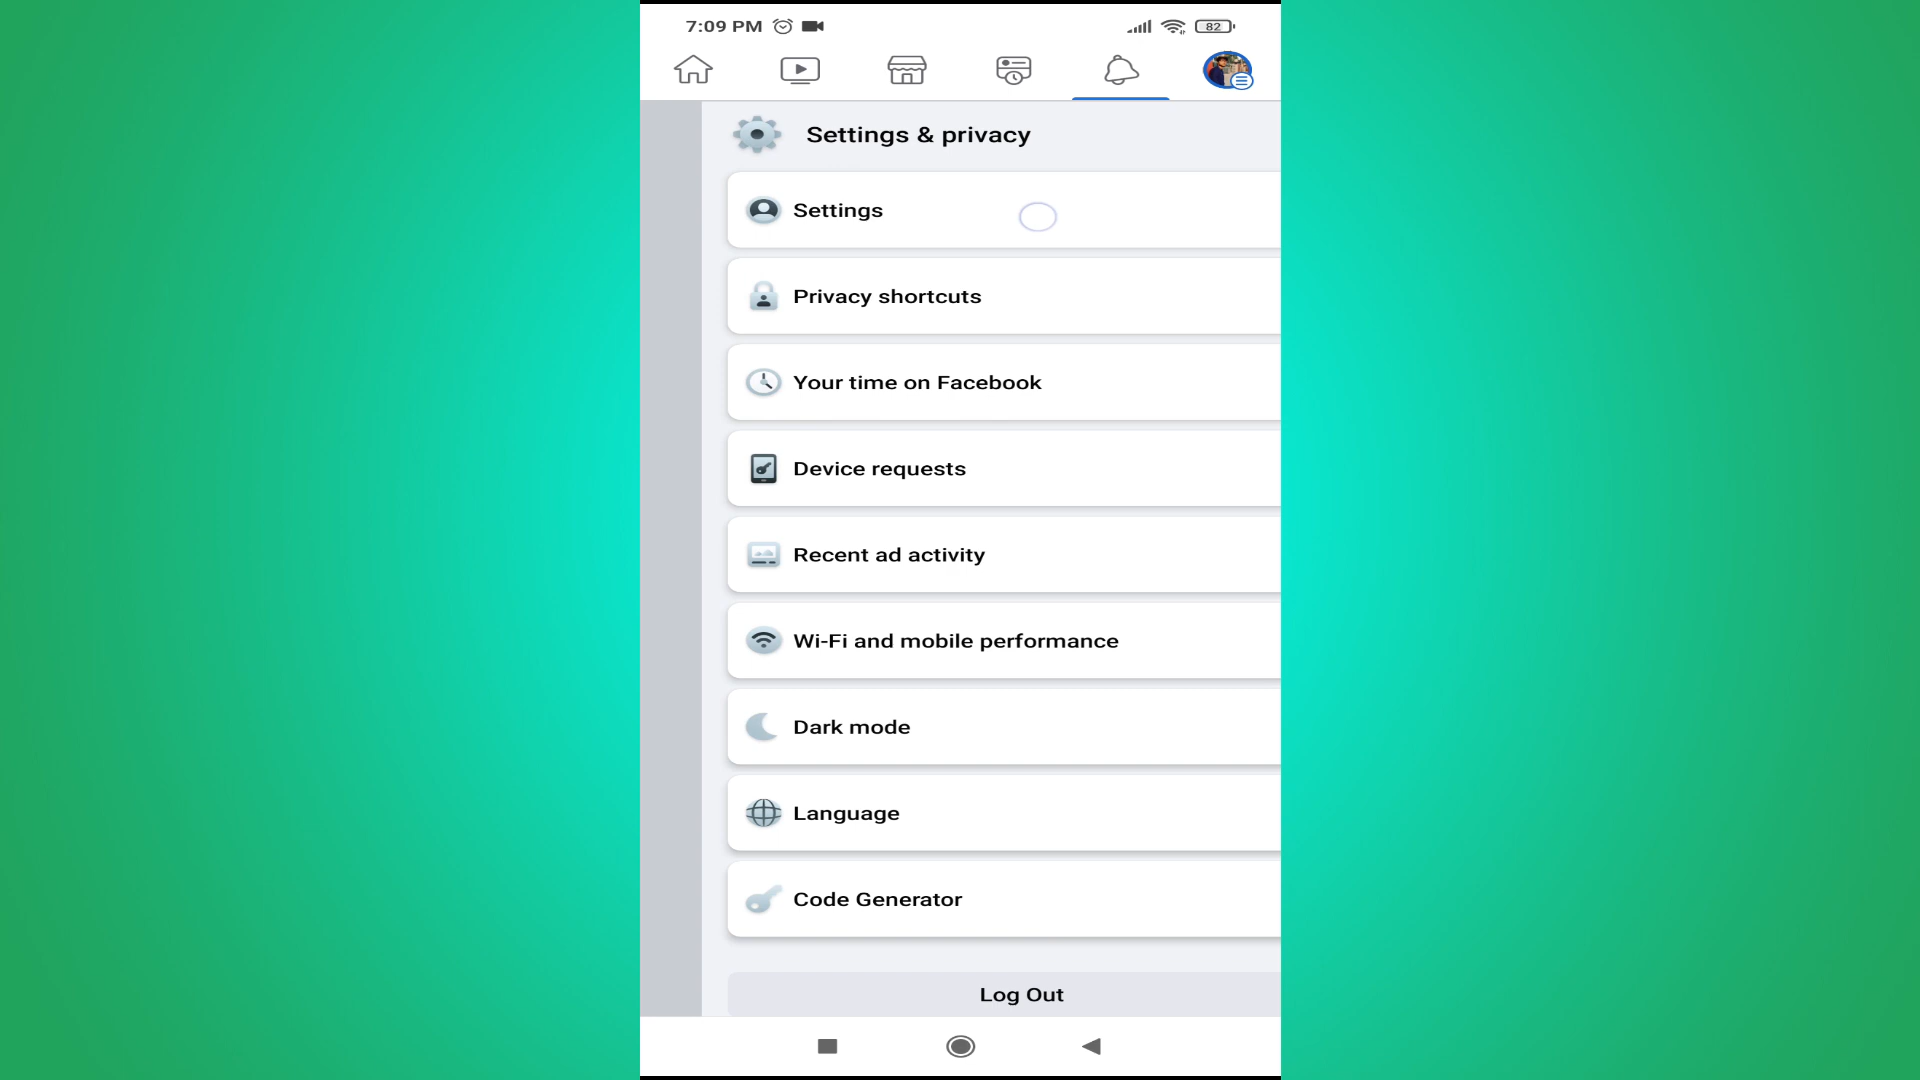 7:09 PM
82
Settings & privacy
Settings
Privacy shortcuts
Your time on Facebook
Device requests
Recent ad activity
Wi-Fi and mobile performance
Dark mode
Language
Code Generator
Log Out